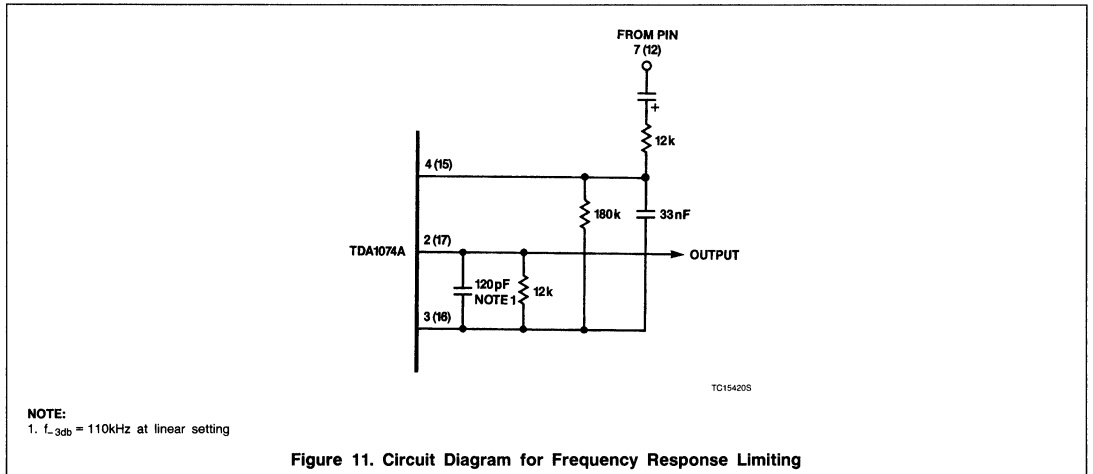 FROM PIN
7 (12)
+
12k
4 (15)
180k
33nF
2 (17)
TDA1074A
OUTPUT
120pF
NOTE 1
12k
3 (16)
TC15420S
NOTE:
1. f-3db = 110kHz at linear setting
Figure 11. Circuit Diagram for Frequency Response Limiting